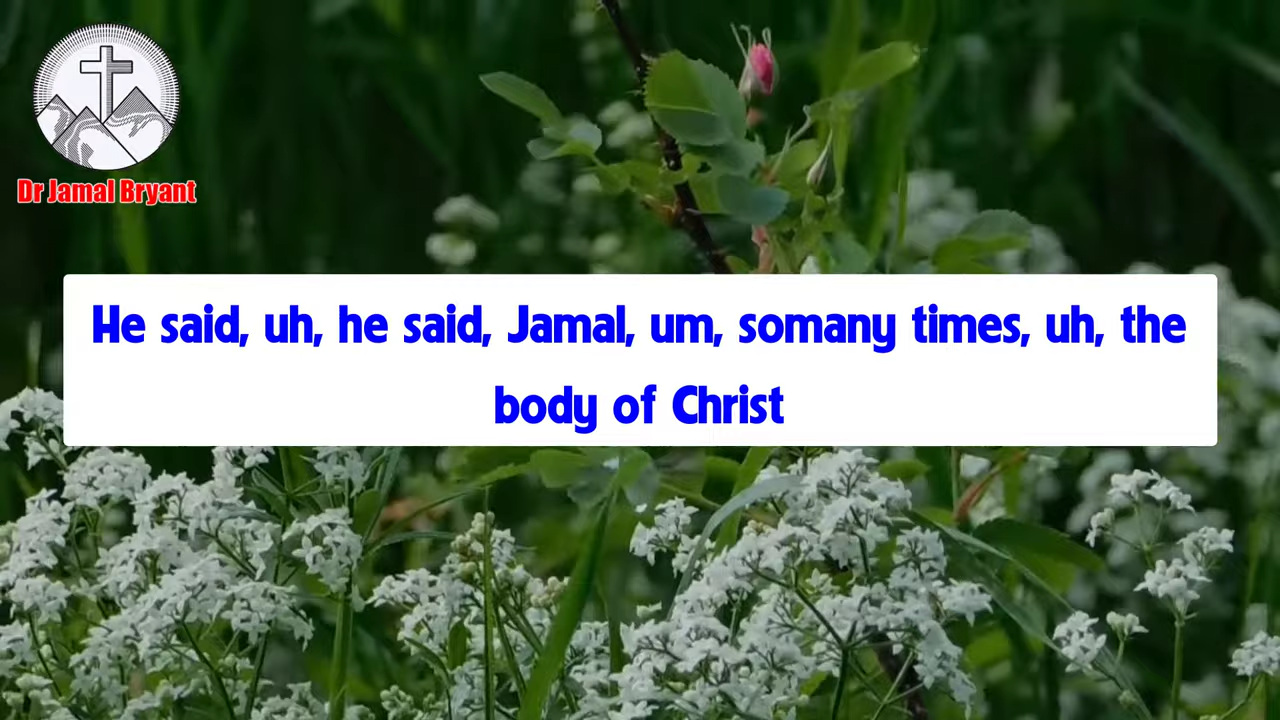 Dr Jamal Bryant
He said, uh, he said, Jamal, um, somany times, uh, the
body of Christ